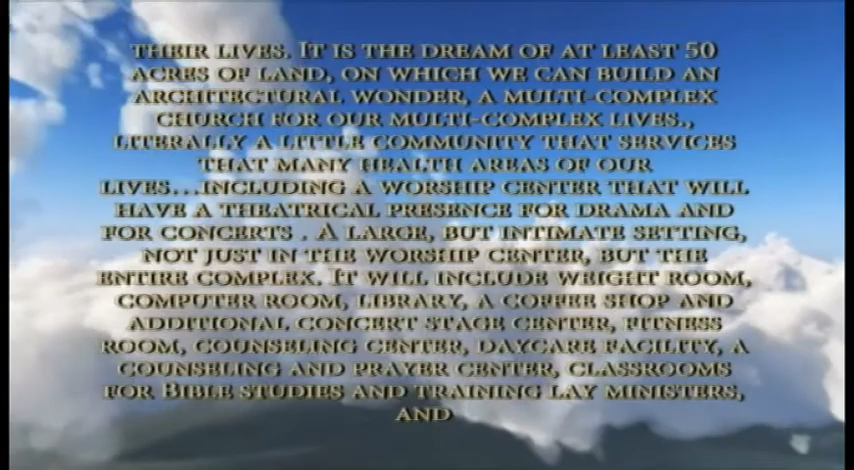 THEIR LIVES. IT IS THE DREAM OF AT LEAST 50
ACRES OF LAND, ON WHICH WE CAN BUILD AN
ARCHITECTURAL WONDER, A MULTI-COMPLEX
CHURCH FOR OUR MULTI-COMPLEX LIVES.,
LITERALLY A LITTLE COMMUNITY THAT SERVICES
THAT MANY HEALTH AREAS OF OUR
LIVES...INCLUDING A WORSHIP CENTER THAT WILL
HAVE A THEATRICAL PRESENCE FOR DRAMA AND
FOR CONCERTS . A LARGE, BUT INTIMATE SETTING,
NOT JUST IN THE WORSHIP CENTER, BUT THE
ENTIRE COMPLEX. IT WILL INCLUDE WEIGHT ROOM,
COMPUTER ROOM, LIBRARY, A COFFEE SHOP AND
ADDITIONAL CONCERT STAGE CENTER, FITNESS
ROOM, COUNSELING CENTER, DAYCARE FACILITY, A
COUNSELING AND PRAYER CENTER, CLASSROOMS
FOR BIBLE STUDIES AND TRAINING LAY MINISTERS,
AND